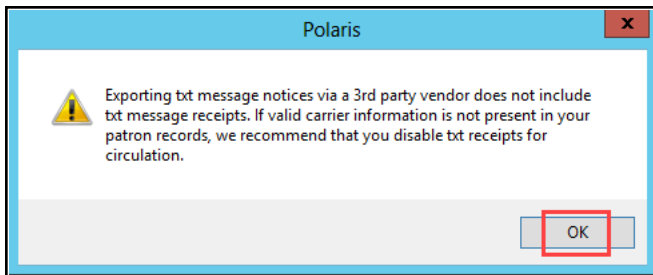 Polaris
x
Exporting txt message notices via a 3rd party vendor does not include
txt message receipts. If valid carrier information is not present in your
patron records, we recommend that you disable txt receipts for
circulation.
OK